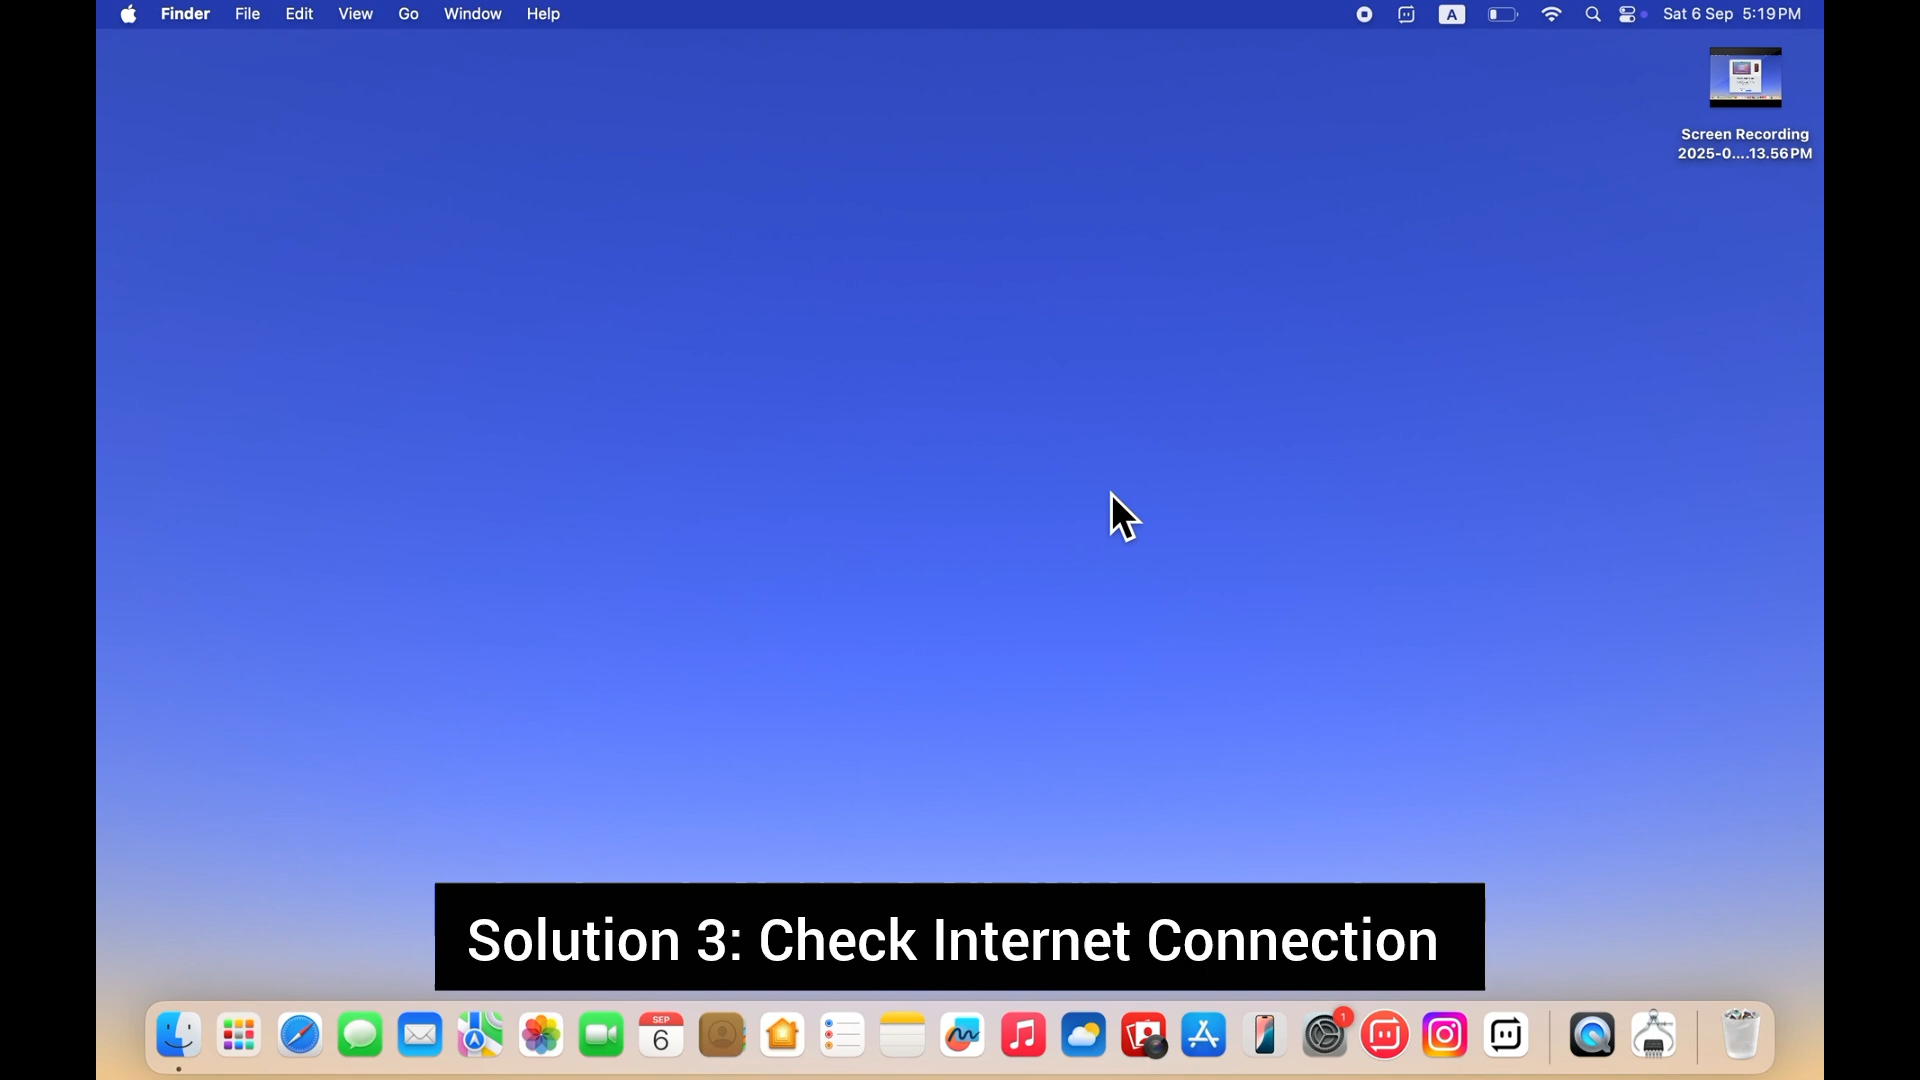 Finder File Edit View Go Window Help A Sat 6 Sep 5:19 PM
Screen Recording
2025-0....13.56 PM
Solution 3: Check Internet Connection
SEP
6
1